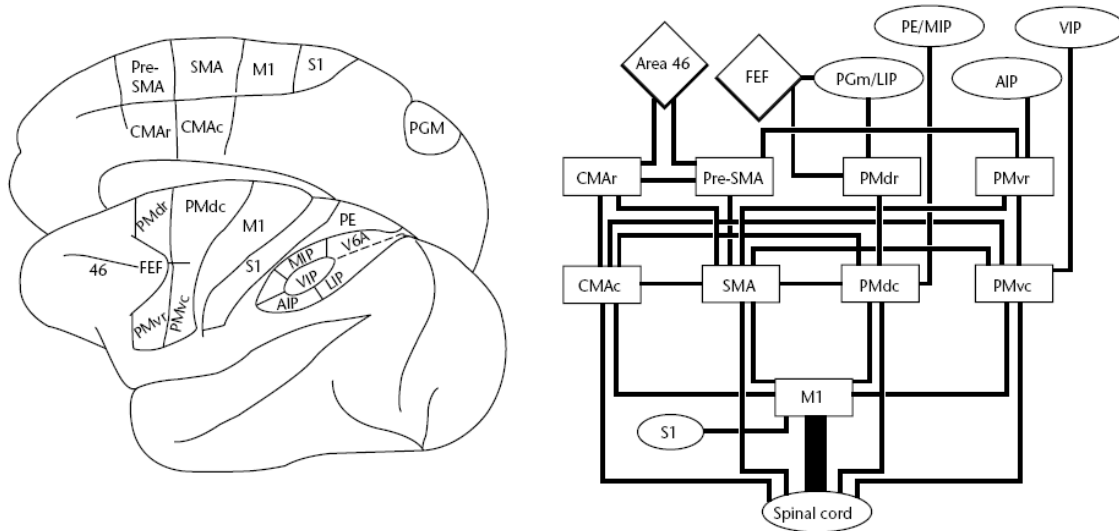 Pre-
SMA
SMA
M1
S1
CMAr
CMAc
PGM
PMdr
PMdc
M1
PE
V6A
MIP
S1
VIP
LIP
AIP
46
FEF
PMvr
PMvc
PE/MIP
VIP
Area 46
FEF
PGm/LIP
AIP
CMAr
Pre-SMA
PMdr
PMvr
CMAc
SMA
PMdc
PMvc
M1
S1
Spinal cord